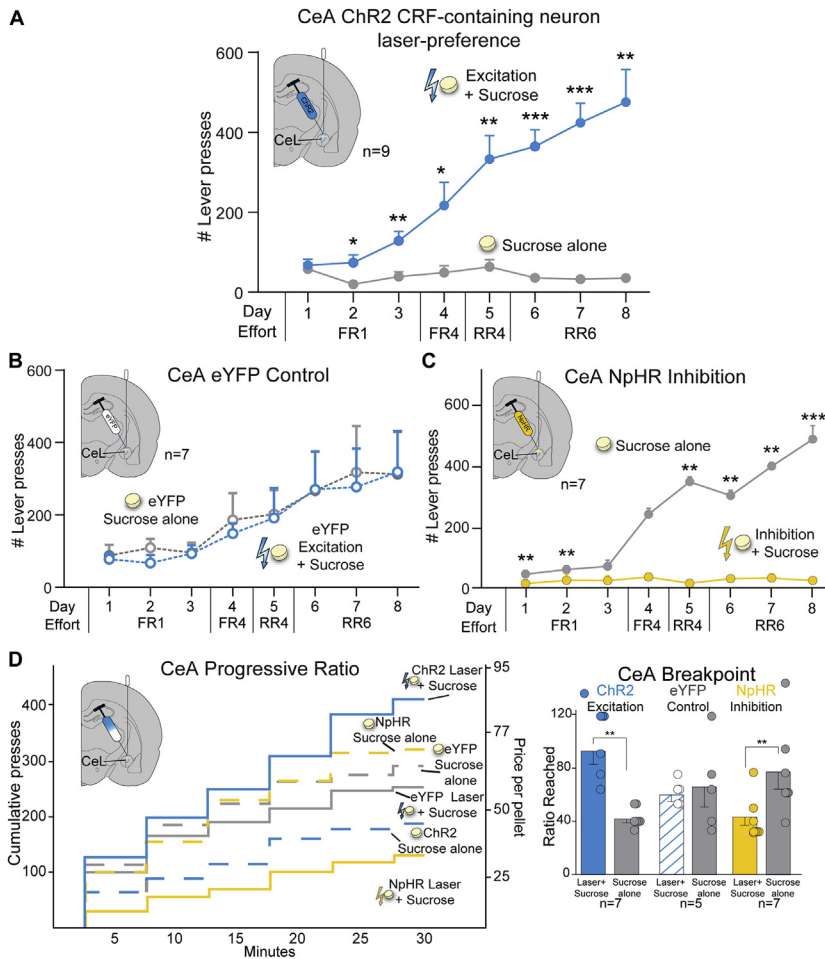 A
CeA ChR2 CRF-containing neuron
laser-preference
# Lever presses
600
400
200
0
ChR2
CeL
n=9
Excitation
+ Sucrose
Sucrose alone
* ** * ** *** *** **
Day 1 2 3 4 5 6 7 8
Effort FR1 FR4 RR4 RR6
B
CeA eYFP Control
# Lever presses
600
400
200
0
eYFP
CeL
n=7
eYFP
Sucrose alone
eYFP
Excitation
+ Sucrose
Day 1 2 3 4 5 6 7 8
Effort FR1 FR4 RR4 RR6
C
CeA NpHR Inhibition
# Lever presses
600
400
200
0
NpHR
CeL
n=7
Sucrose alone
Inhibition
+ Sucrose
** ** ** ** ** ***
Day 1 2 3 4 5 6 7 8
Effort FR1 FR4 RR4 RR6
D
CeA Progressive Ratio
Cumulative presses
400
300
200
100
CeL
ChR2 Laser
+ Sucrose
NpHR
Sucrose alone
eYFP
Sucrose
alone
eYFP Laser
+ Sucrose
ChR2
Sucrose alone
NpHR Laser
+ Sucrose
95
77
50
25
Price per pellet
5 10 15 20 25 30
Minutes
CeA Breakpoint
ChR2 eYFP NpHR
Excitation Control Inhibition
Ratio Reached
120
80
40
0
** **
Laser+ Sucrose Laser+ Sucrose Laser+ Sucrose
Sucrose alone Sucrose alone Sucrose alone
n=7 n=5 n=7